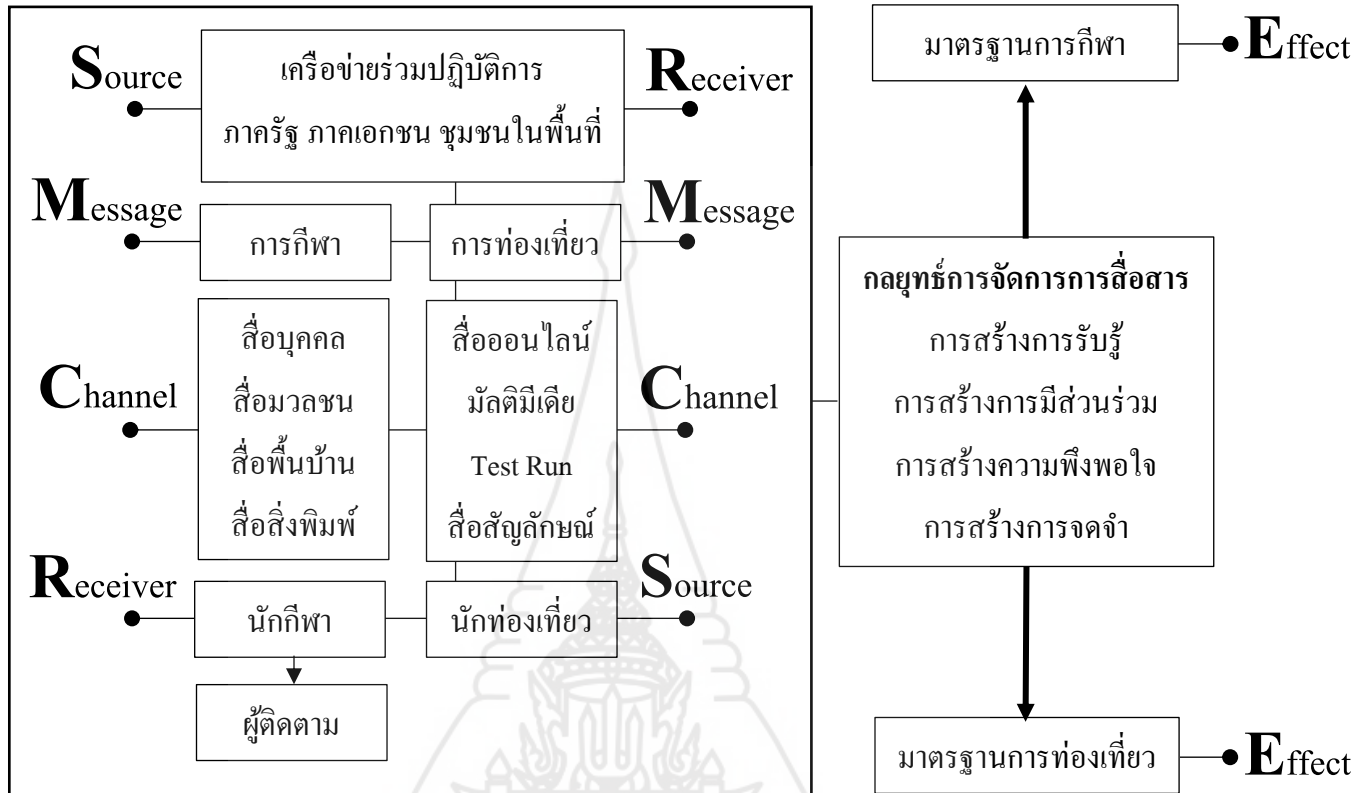 Source
เครือข่ายร่วมปฏิบัติการ
ภาครัฐ ภาคเอกชน ชุมชนในพื้นที่
Receiver
Message
การกีฬา
การท่องเที่ยว
Message
Channel
สื่อบุคคล
สื่อมวลชน
สื่อพื้นบ้าน
สื่อสิ่งพิมพ์
สื่อออนไลน์
มัลติมีเดีย
Test Run
สื่อสัญลักษณ์
Channel
Receiver
นักกีฬา
นักท่องเที่ยว
Source
ผู้ติดตาม
มาตรฐานการกีฬา
Effect
กลยุทธ์การจัดการการสื่อสาร
การสร้างการรับรู้
การสร้างการมีส่วนร่วม
การสร้างความพึงพอใจ
การสร้างการจดจำ
มาตรฐานการท่องเที่ยว
Effect